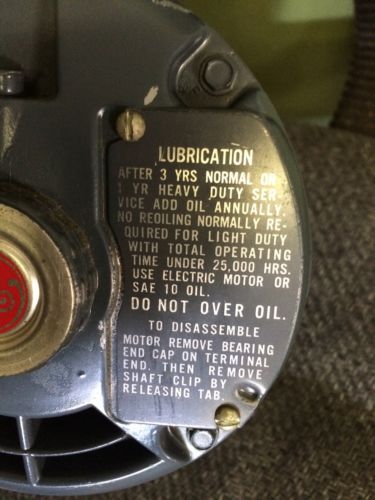 LUBRICATION
AFTER 3 YRS NORMAL OR
1 YR HEAVY DUTY SER-
VICE ADD OIL ANNUALLY.
NO REOILING NORMALLY RE-
QUIRED FOR LIGHT DUTY
WITH TOTAL OPERATING
TIME UNDER 25,000 HRS.
USE ELECTRIC MOTOR OR
SAE 10 OIL.
DO NOT OVER OIL.
TO DISASSEMBLE
MOTOR REMOVE BEARING
END CAP ON TERMINAL
END. THEN REMOVE
SHAFT CLIP BY
RELEASING TAB.